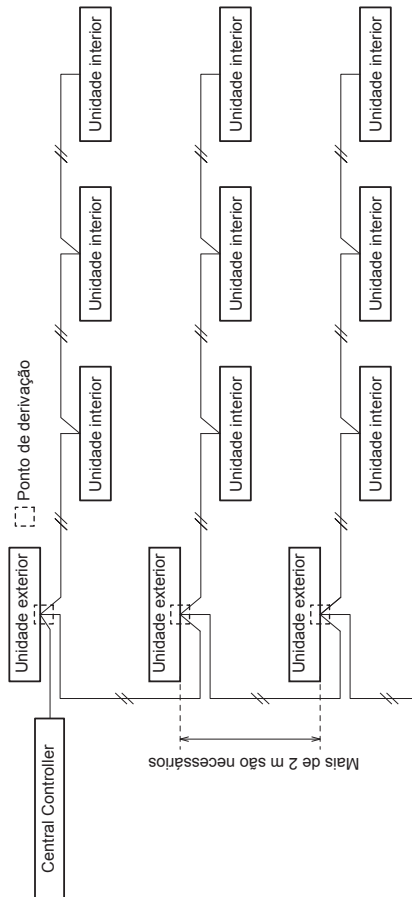 Ponto de derivação
Unidade exterior
Unidade interior
Unidade interior
Unidade interior
Central Controller
Unidade exterior
Unidade interior
Unidade interior
Unidade interior
Mais de 2 m são necessários
Unidade exterior
Unidade interior
Unidade interior
Unidade interior